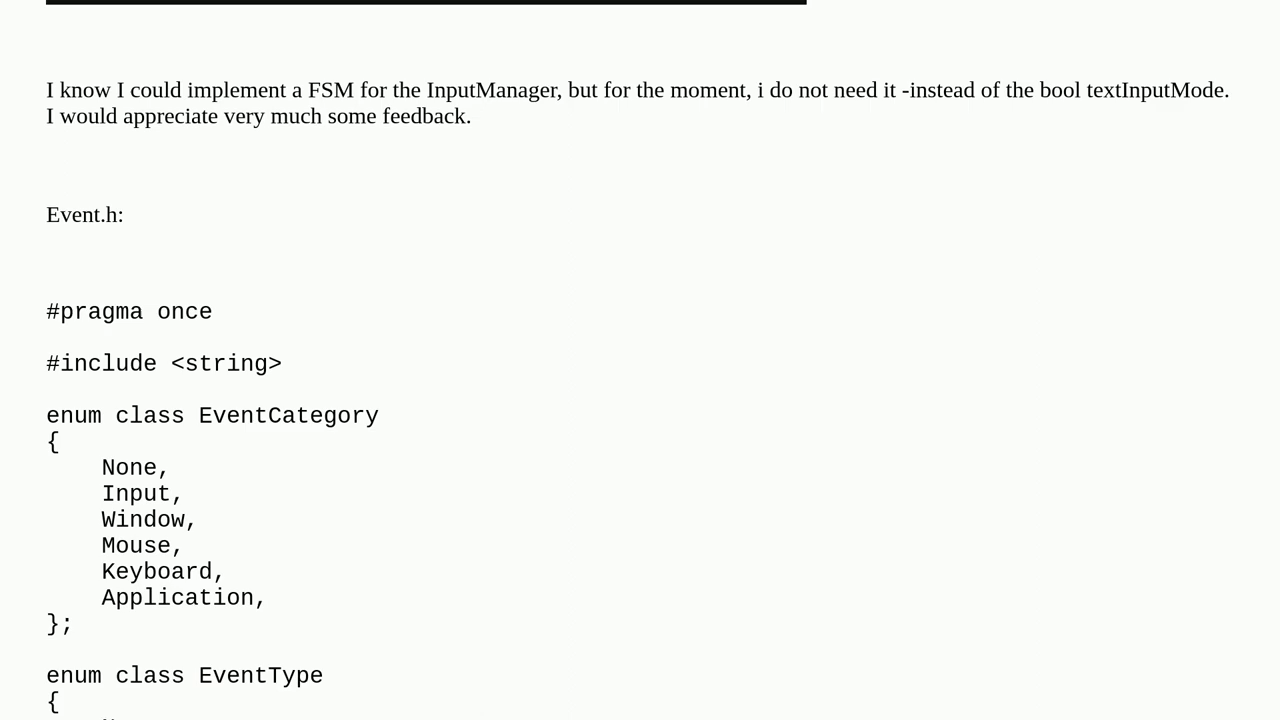 I know I could implement a FSM for the InputManager, but for the moment, i do not need it -instead of the bool textInputMode.
I would appreciate very much some feedback.
Event.h:
#pragma once
#include <string>
enum class EventCategory
{
    None,
    Input,
    Window,
    Mouse,
    Keyboard,
    Application,
};
enum class EventType
{